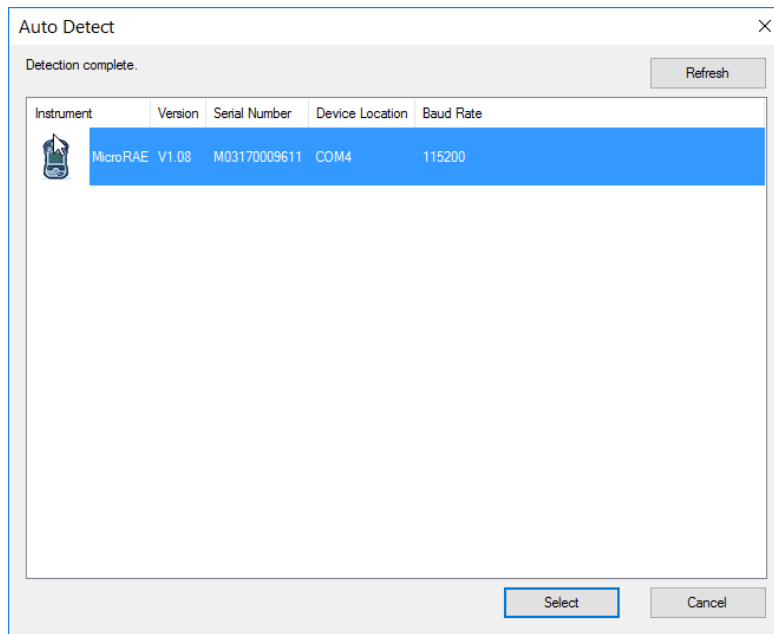 Auto Detect
Detection complete.
Refresh
Instrument Version Serial Number Device Location Baud Rate
MicroRAE V1.08 M03170009611 COM4 115200
Select Cancel